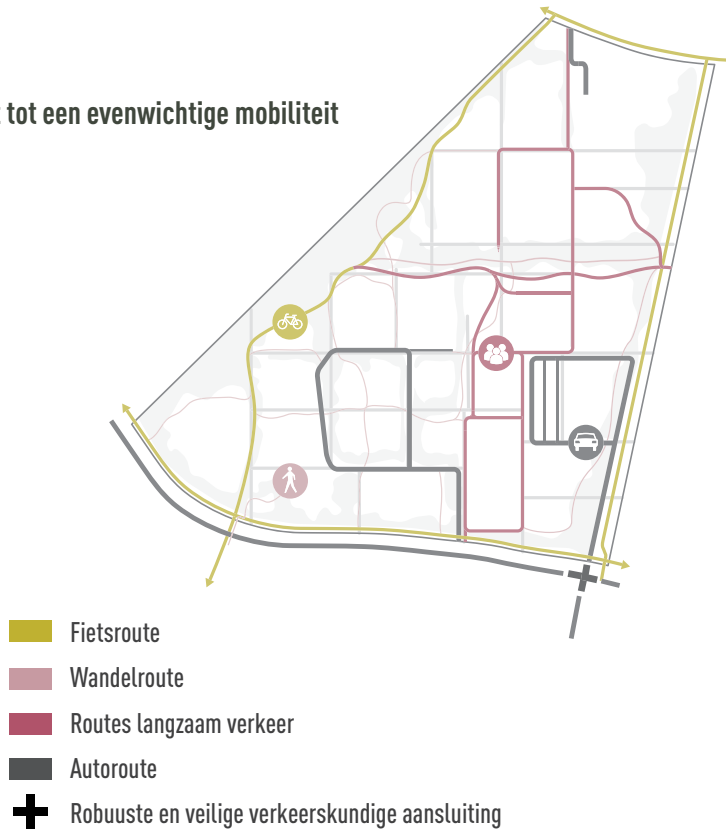 tot een evenwichtige mobiliteit
Fietsroute
Wandelroute
Routes langzaam verkeer
Autoroute
Robuuste en veilige verkeerskundige aansluiting